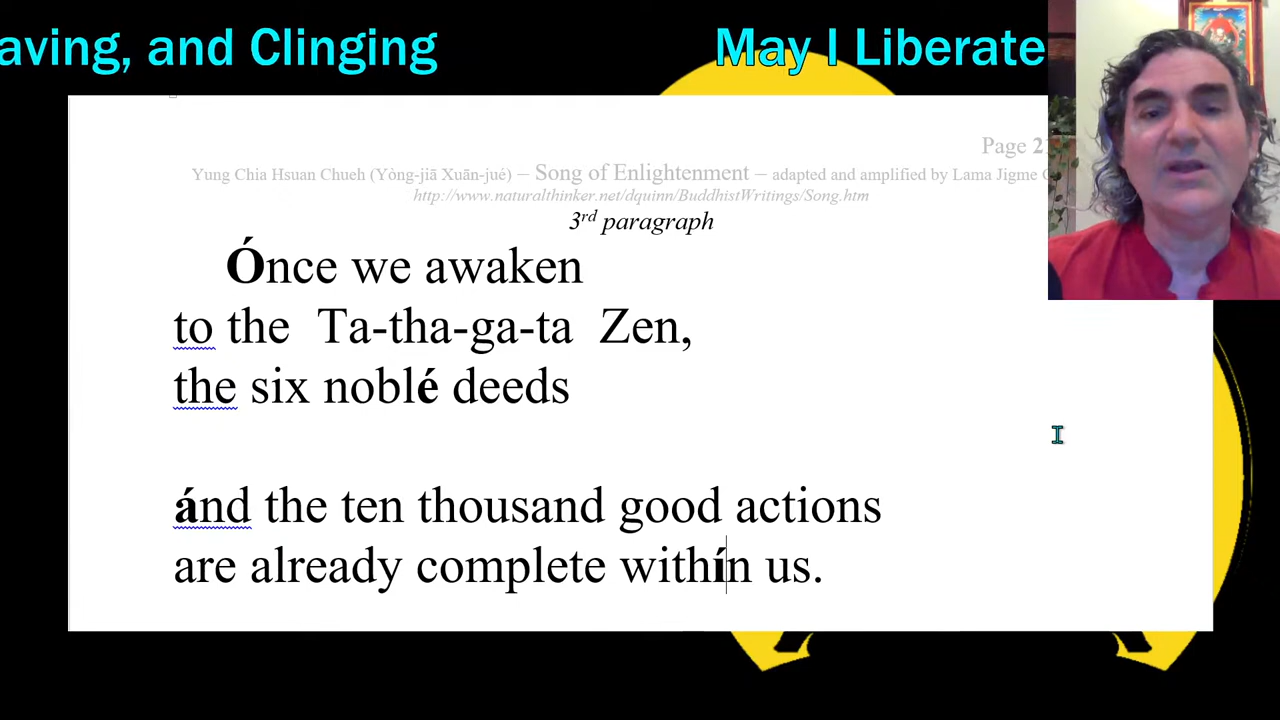 aving, and Clinging May I Liberate
Page 2
Yung Chia Hsuan Chueh (Yòng-jiā Xuān-jué) – Song of Enlightenment – adapted and amplified by Lama Jigme
http://www.naturalthinker.net/dquinn/BuddhistWritings/Song.htm
3rd paragraph
Ónce we awaken
to the Ta-tha-ga-ta Zen,
the six noblé deeds
ánd the ten thousand good actions
are already complete withín us.